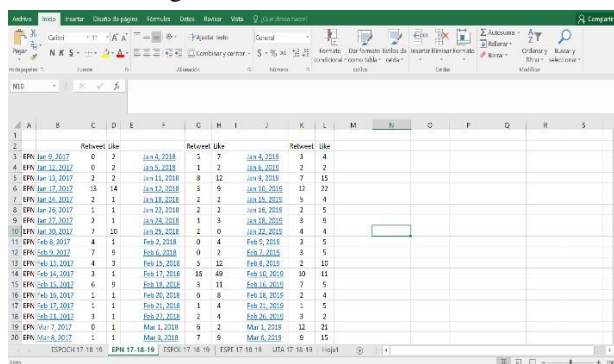 Archivo Inicio Insertar Diseño de página Fórmulas Datos Revisar Vista Compartir
Pegar Calibri 11 Ajustar texto General Formato Dar formato Estilos de Insertar Eliminar Formato Autosuma Ordenar y Buscar y
N K S Combinar y centrar $ % condicional como tabla celda Rellenar filtrar seleccionar
Borrar
Fuente Alineación Número Estilos Celdas Modificar
N10 fx
A B C D E F G H I J K L M N O P Q R S
1
2 Retweet Like Retweet Like Retweet Like
3 EPN Jan 9, 2017 0 2 Jan 4, 2018 5 7 Jan 4, 2019 3 4
4 EPN Jan 12, 2017 0 2 Jan 5, 2018 1 2 Jan 6, 2019 2 2
5 EPN Jan 13, 2017 2 2 Jan 11, 2018 8 12 Jan 9, 2019 7 15
6 EPN Jan 17, 2017 13 14 Jan 12, 2018 3 9 Jan 10, 2019 12 22
7 EPN Jan 24, 2017 2 1 Jan 18, 2018 2 2 Jan 15, 2019 5 4
8 EPN Jan 26, 2017 1 1 Jan 22, 2018 2 2 Jan 16, 2019 2 5
9 EPN Jan 27, 2017 2 1 Jan 24, 2018 1 3 Jan 18, 2019 3 9
10 EPN Jan 30, 2017 7 10 Jan 25, 2018 2 0 Jan 22, 2019 4 4
11 EPN Feb 8, 2017 4 1 Feb 2, 2018 0 4 Feb 5, 2019 3 5
12 EPN Feb 9, 2017 7 9 Feb 6, 2018 0 2 Feb 7, 2019 3 5
13 EPN Feb 13, 2017 4 3 Feb 15, 2018 5 12 Feb 8, 2019 2 10
14 EPN Feb 14, 2017 3 1 Feb 17, 2018 16 49 Feb 10, 2019 10 11
15 EPN Feb 15, 2017 6 9 Feb 18, 2018 3 11 Feb 16, 2019 7 5
16 EPN Feb 16, 2017 1 1 Feb 20, 2018 6 8 Feb 18, 2019 2 4
17 EPN Feb 17, 2017 1 1 Feb 21, 2018 1 4 Feb 21, 2019 1 5
18 EPN Feb 21, 2017 3 1 Feb 27, 2018 2 4 Feb 26, 2019 3 2
19 EPN Mar 7, 2017 0 1 Mar 1, 2018 6 2 Mar 1, 2019 12 21
20 EPN Mar 8, 2017 1 1 Mar 3, 2018 7 9 Mar 6, 2019 9 15
ESPOCH 17-18-19 EPN 17-18-19 ESPOL 17-18-19 ESPE 17-18-19 UTA 17-18-19 Hoja1